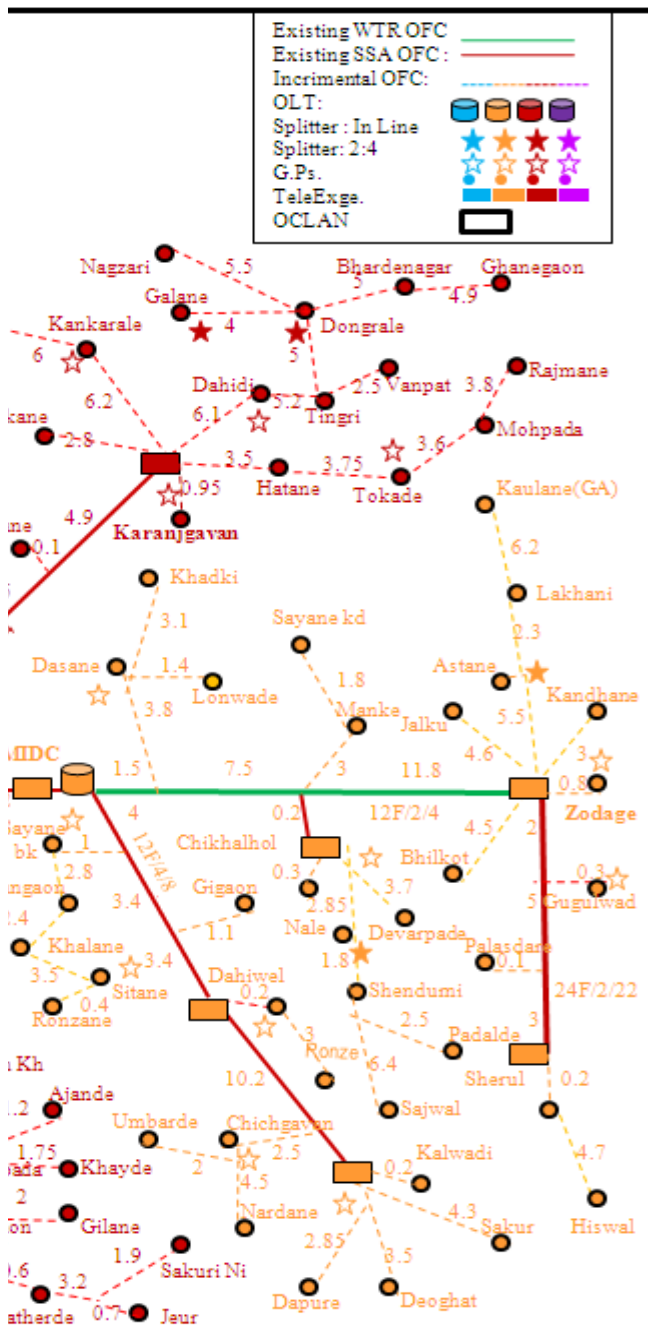 Existing WTR OFC
Existing SSA OFC :
Incrimental OFC:
OLT:
Splitter : In Line
Splitter: 2:4
G.Ps.
TeleExge.
OCLAN
Nagzari
5.5
Bhardenagar
Ghanegaon
5
4.9
Galane
4
Dongrale
5
Kankarale
6
6.2
Dahidi
6.1
5.2
Tingri
2.5
Vanpat
3.8
Rajmane
kane
2.8
3.5
Hatane
3.75
Tokade
3.6
Mohpada
0.95
Karanjgavan
4.9
ne
0.1
Kaulane(GA)
6.2
Lakhani
2.3
Khadki
3.1
Sayane kd
Dasane
1.4
Lonwade
3.8
1.8
Manke
Astane
5.5
Kandhane
Jalku
4.6
3
MIDC
1.5
7.5
3
11.8
0.8
Zodage
4
0.2
12F/2/4
4.5
2
Sayane
bk
1
12F/4/8
Chikhalhol
Bhilkot
2.8
0.3
3.7
0.3
ngaon
3.4
Gigaon
2.85
5
Gugulwad
2.4
1.1
Nale
Devarpade
Khalane
Palasdare
3.5
3.4
1.8
0.1
Sitane
Dahiwel
0.2
Shendurni
24F/2/22
Ronzane
0.4
3
2.5
Padalde
3
Ronze
6.4
Sherul
0.2
n Kh
Ajande
10.2
1.2
Umbarde
Chichgavan
Sajwal
4.7
1.75
2
2.5
Kalwadi
0.2
Khayde
4.5
2
Nardane
4.3
Hiswal
Gilane
Sakur
on
1.9
2.85
3.5
Sakuri Ni
0.6
3.2
Dapure
Deoghat
atherde
0.7
Jeur